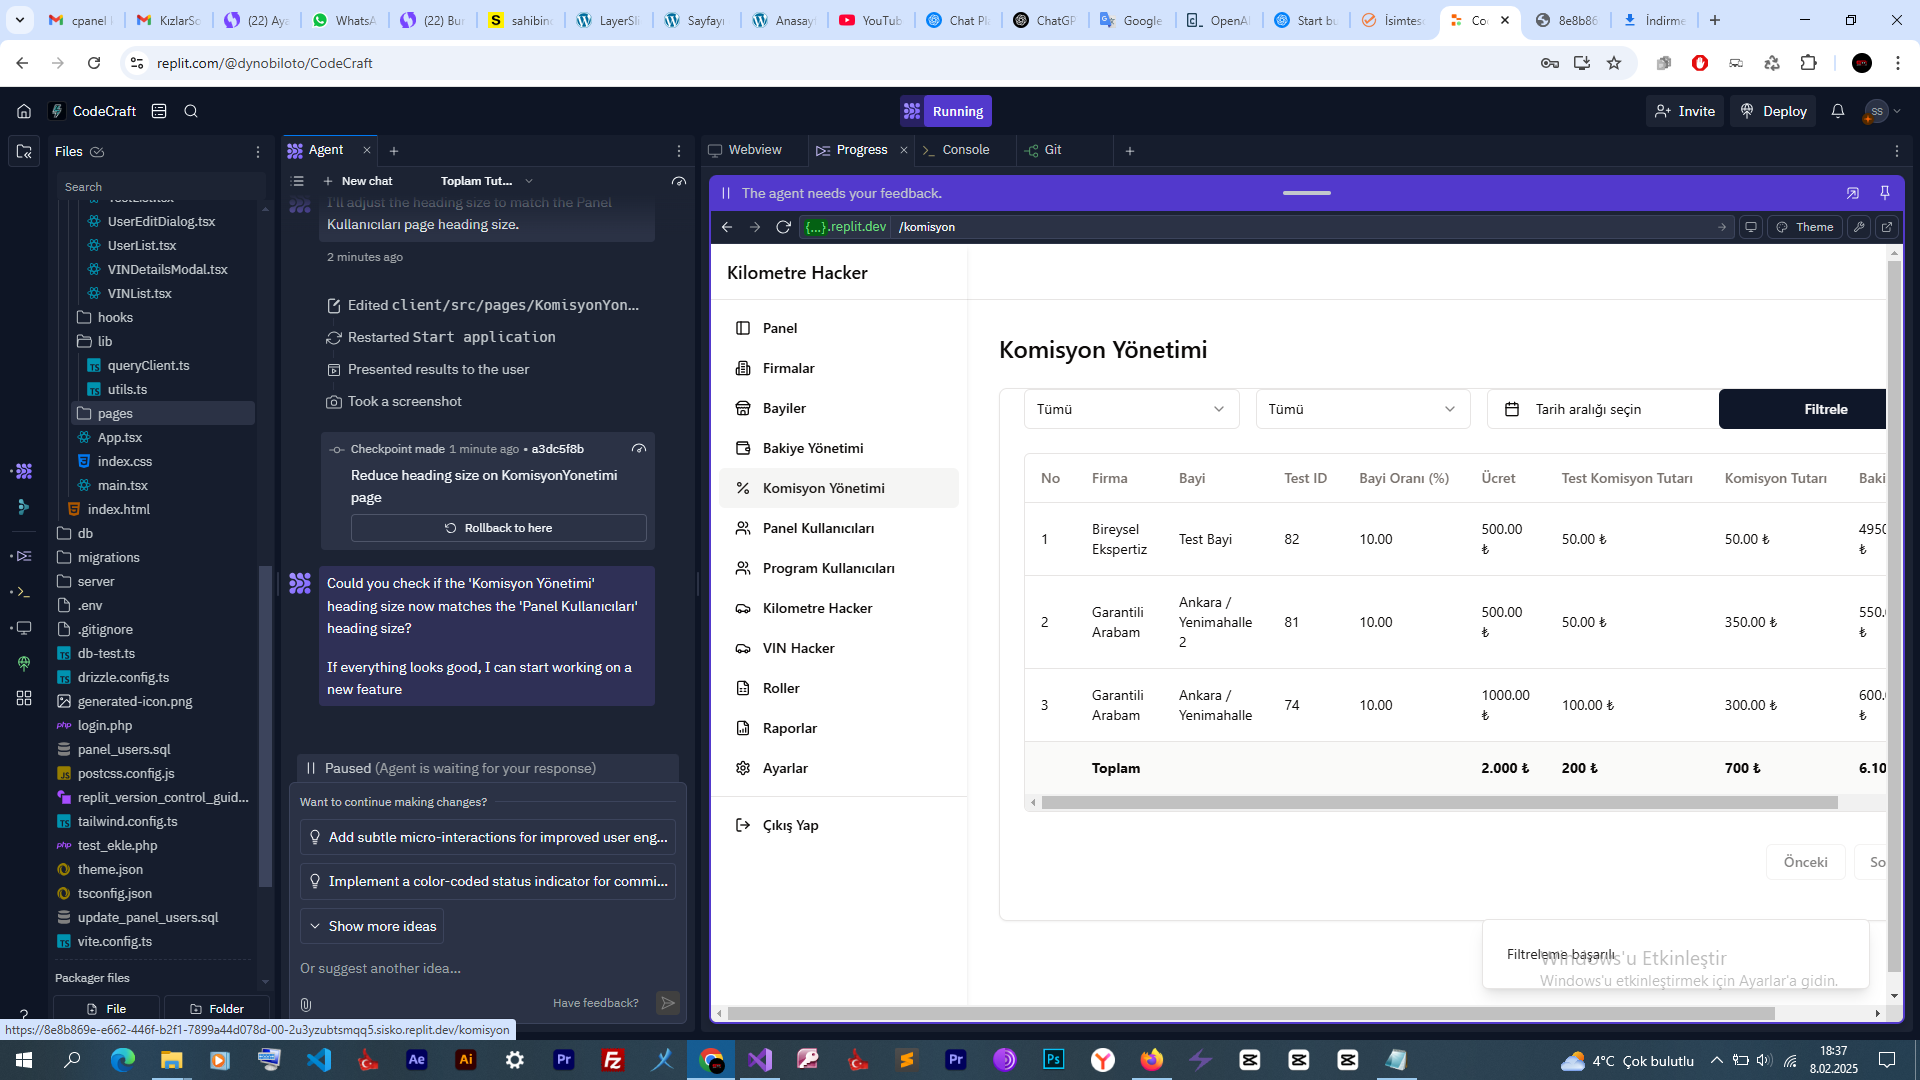 cpanel l
KızlarSo
(22) Aya
WhatsA
(22) Bur
sahibine
LayerSli
Sayfayı
Anasay
YouTub
Chat Pl
ChatGP
Google
OpenAI
Start bu
İsimtesc
Co
8e8b86
İndirme
replit.com/@dynobiloto/CodeCraft
CodeCraft
Running
Invite
Deploy
SS
Files
Search
UserEditDialog.tsx
UserList.tsx
VINDetailsModal.tsx
VINList.tsx
hooks
lib
queryClient.ts
utils.ts
pages
App.tsx
index.css
main.tsx
index.html
db
migrations
server
.env
.gitignore
db-test.ts
drizzle.config.ts
generated-icon.png
login.php
panel_users.sql
postcss.config.js
replit_version_control_guid...
tailwind.config.ts
test_ekle.php
theme.json
tsconfig.json
update_panel_users.sql
vite.config.ts
Packager files
File
Folder
https://8e8b869e-e662-446f-b2f1-7899a44d078d-00-2u3yzubtsmqq5.sisko.replit.dev/komisyon
Agent
New chat
Toplam Tut...
I'll adjust the heading size to match the Panel
Kullanıcıları page heading size.
2 minutes ago
Edited client/src/pages/KomisyonYon...
Restarted Start application
Presented results to the user
Took a screenshot
Checkpoint made 1 minute ago • a3dc5f8b
Reduce heading size on KomisyonYonetimi
page
Rollback to here
Could you check if the 'Komisyon Yönetimi'
heading size now matches the 'Panel Kullanıcıları'
heading size?
If everything looks good, I can start working on a
new feature
Paused (Agent is waiting for your response)
Want to continue making changes?
Add subtle micro-interactions for improved user eng...
Implement a color-coded status indicator for commi...
Show more ideas
Or suggest another idea...
Have feedback?
Webview
Progress
Console
Git
The agent needs your feedback.
{...}.replit.dev /komisyon
Theme
Kilometre Hacker
Panel
Firmalar
Bayiler
Bakiye Yönetimi
Komisyon Yönetimi
Panel Kullanıcıları
Program Kullanıcıları
Kilometre Hacker
VIN Hacker
Roller
Raporlar
Ayarlar
Çıkış Yap
Komisyon Yönetimi
Tümü
Tümü
Tarih aralığı seçin
Filtrele
No Firma Bayi Test ID Bayi Oranı (%) Ücret Test Komisyon Tutarı Komisyon Tutarı Baki
1 Bireysel Ekspertiz Test Bayi 82 10.00 500.00 ₺ 50.00 ₺ 50.00 ₺ 4950 ₺
2 Garantili Arabam Ankara / Yenimahalle 2 81 10.00 500.00 ₺ 50.00 ₺ 350.00 ₺ 550. ₺
3 Garantili Arabam Ankara / Yenimahalle 74 10.00 1000.00 ₺ 100.00 ₺ 300.00 ₺ 600. ₺
Toplam 2.000 ₺ 200 ₺ 700 ₺ 6.10
Önceki
So
Filtreleme başarılı
Windows'u Etkinleştir
Windows'u etkinleştirmek için Ayarlar'a gidin.
4°C Çok bulutlu
18:37
8.02.2025